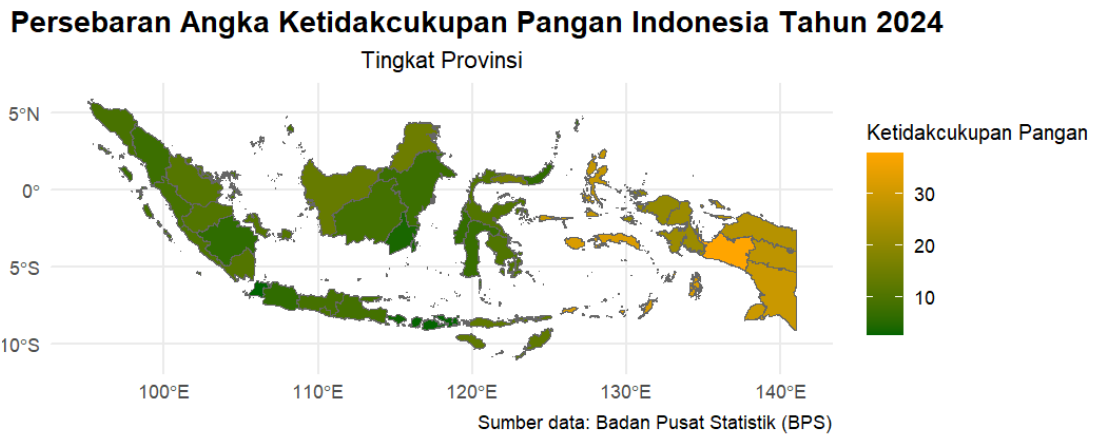 Persebaran Angka Ketidakcukupan Pangan Indonesia Tahun 2024
Tingkat Provinsi
5°N
0°
5°S
10°S
100°E
110°E
120°E
130°E
140°E
Ketidakcukupan Pangan
30
20
10
Sumber data: Badan Pusat Statistik (BPS)